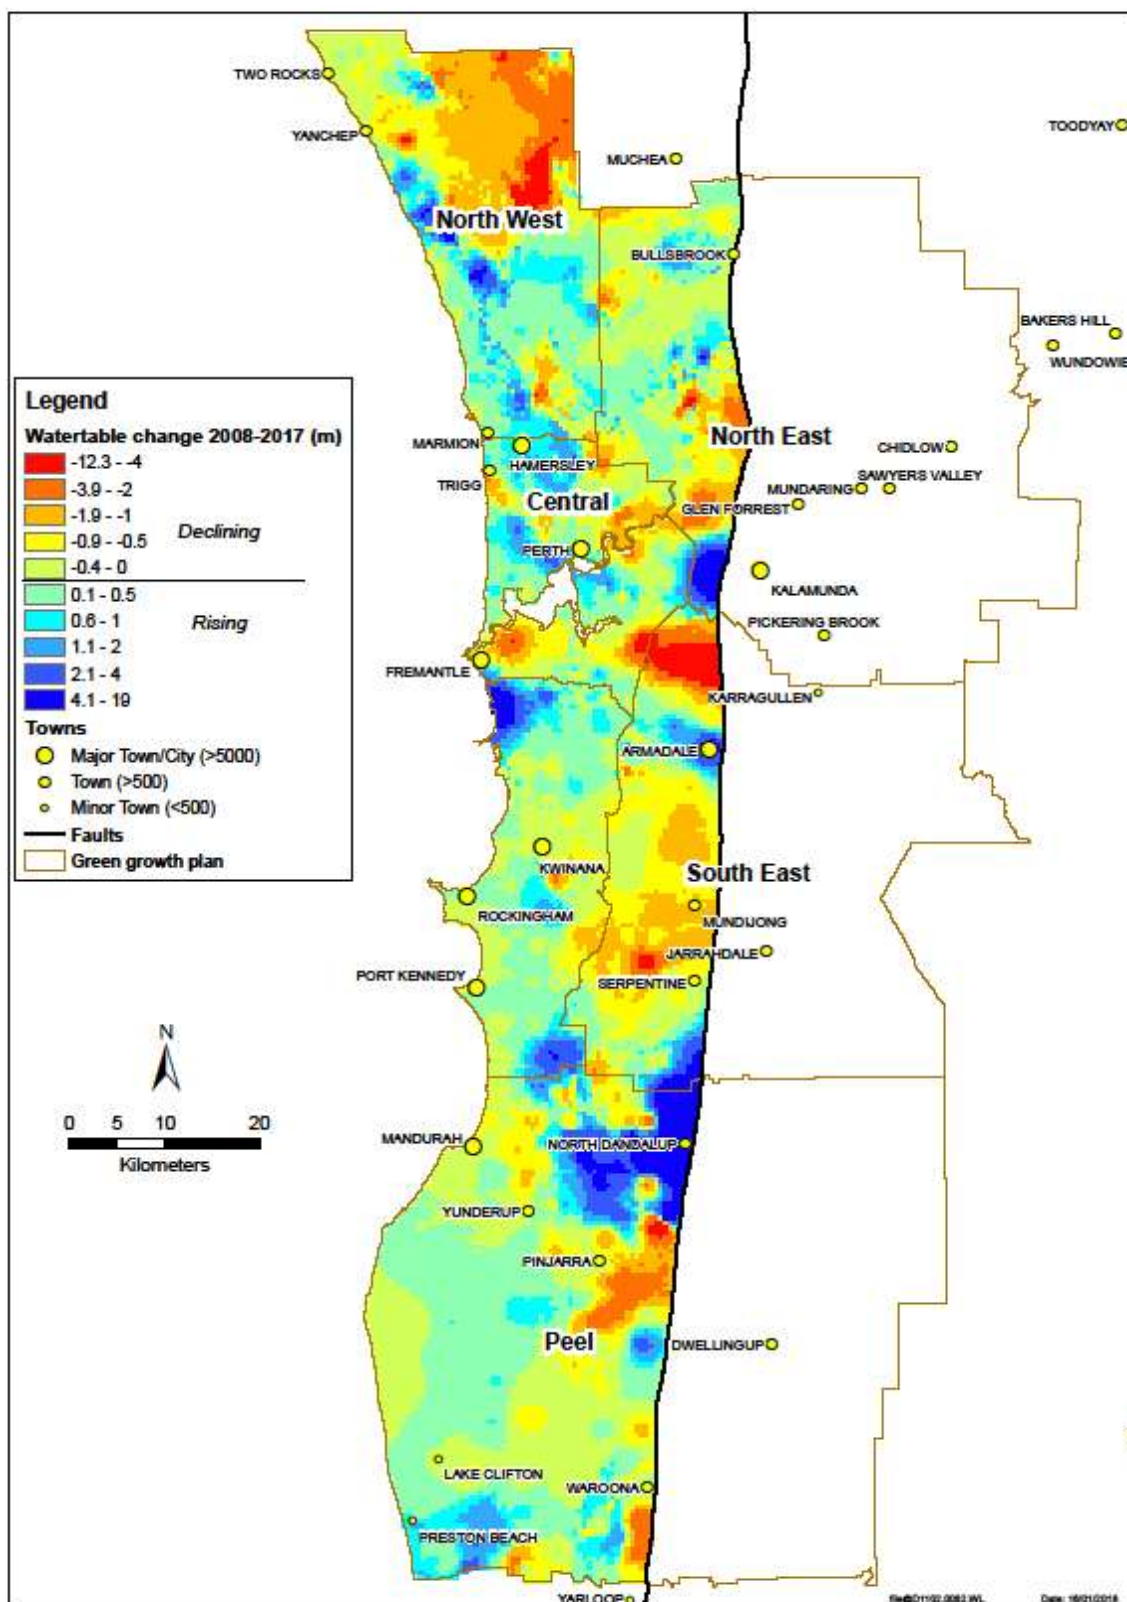 TWO ROCKS
TOODYAY
YANCHEP
MUCHEA
North West
BULLSBROOK
BAKERS HILL
WUNDOWIE
Legend
Watertable change 2008-2017 (m)
-12.3 - -4
-3.9 - -2
-1.9 - -1
Declining
-0.9 - -0.5
-0.4 - 0
0.1 - 0.5
0.6 - 1
Rising
1.1 - 2
2.1 - 4
4.1 - 19
Towns
Major Town/City (>5000)
Town (>500)
Minor Town (<500)
Faults
Green growth plan
MARMION
North East
HAMERSLEY
CHIDLOW
TRIGG
SAWYERS VALLEY
MUNDARING
Central
GLEN FORREST
PERTH
KALAMUNDA
PICKERING BROOK
FREMANTLE
KARRAGULLEN
ARMADALE
KWINANA
South East
ROCKINGHAM
MUNDIJONG
JARRAHDALE
PORT KENNEDY
SERPENTINE
N
0 5 10 20
Kilometers
MANDURAH
NORTH DANDALUP
YUNDERUP
PINJARRA
Peel
DWELLINGUP
LAKE CLIFTON
WAROONA
PRESTON BEACH
YARLOOP
Date: 16/01/2018